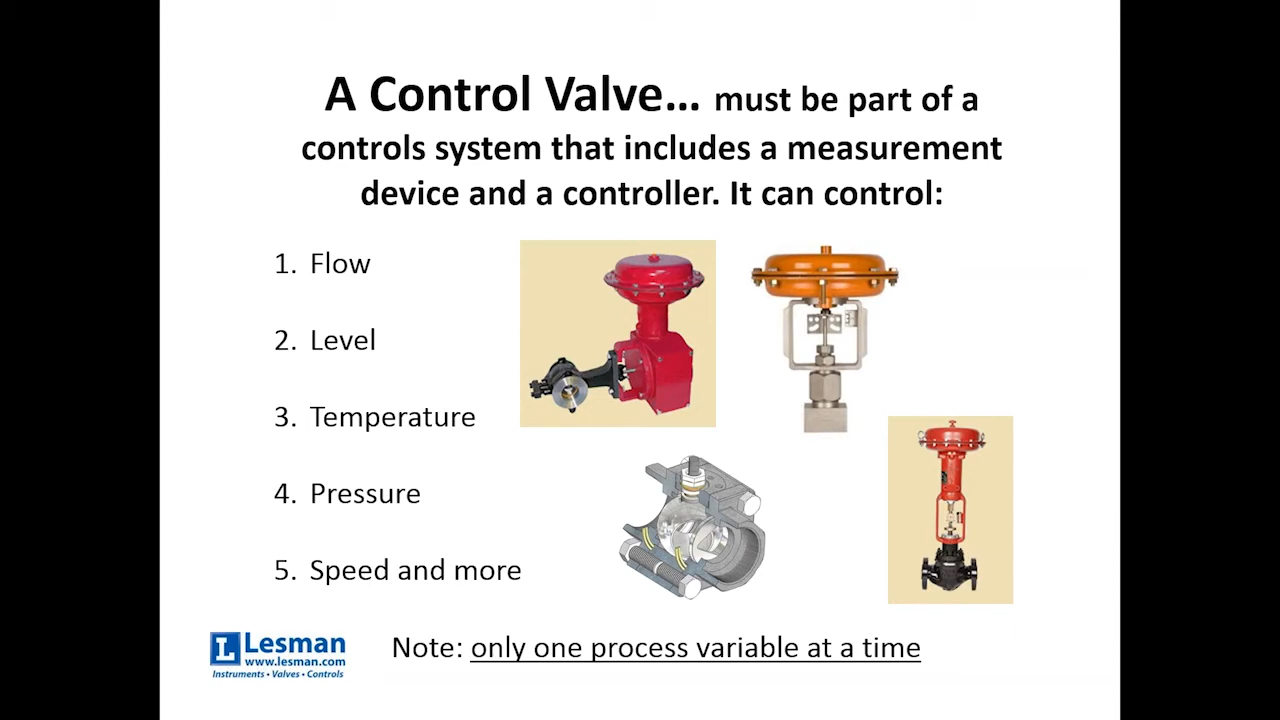 A Control Valve... must be part of a
controls system that includes a measurement
device and a controller. It can control:
1. Flow
2. Level
3. Temperature
4. Pressure
5. Speed and more
L Lesman
www.lesman.com
Instruments • Valves • Controls
Note: only one process variable at a time